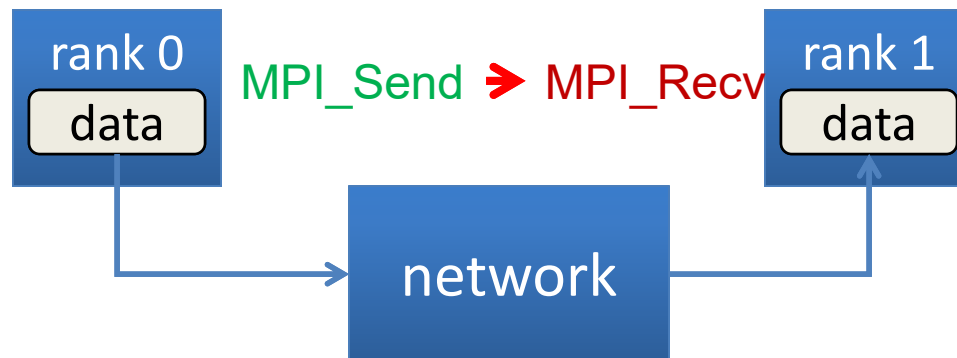 rank 0
data
MPI_Send
MPI_Recv
rank 1
data
network